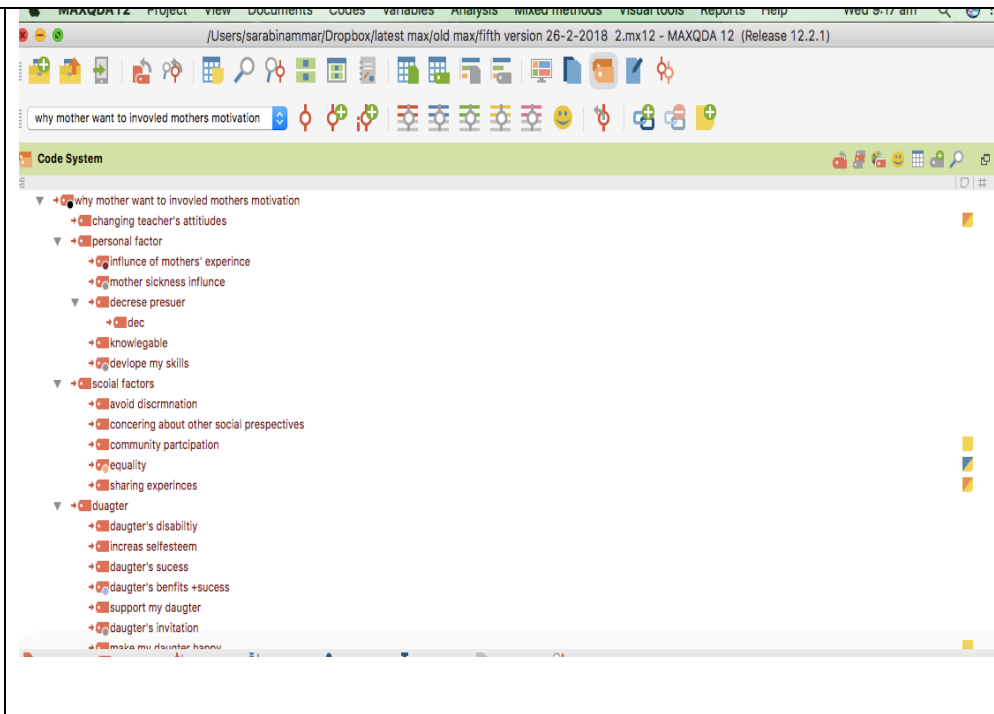 MAXQDA 12 Project View Documents Codes Variables Analysis Mixed methods Visual tools Reports Help Wed 9:17 am
/Users/sarabinammar/Dropbox/latest max/old max/fifth version 26-2-2018 2.mx12 - MAXQDA 12 (Release 12.2.1)
why mother want to invovled mothers motivation
Code System
#
why mother want to invovled mothers motivation
changing teacher's attitiudes
personal factor
influnce of mothers' experince
mother sickness influnce
decrese presuer
dec
knowlegable
devlope my skills
scoial factors
avoid discrmnation
concering about other social prespectives
community partcipation
equality
sharing experinces
duagter
daugter's disabiltiy
increas selfesteem
daugter's sucess
daugter's benfits +sucess
support my daugter
daugter's invitation
make my daugter happy